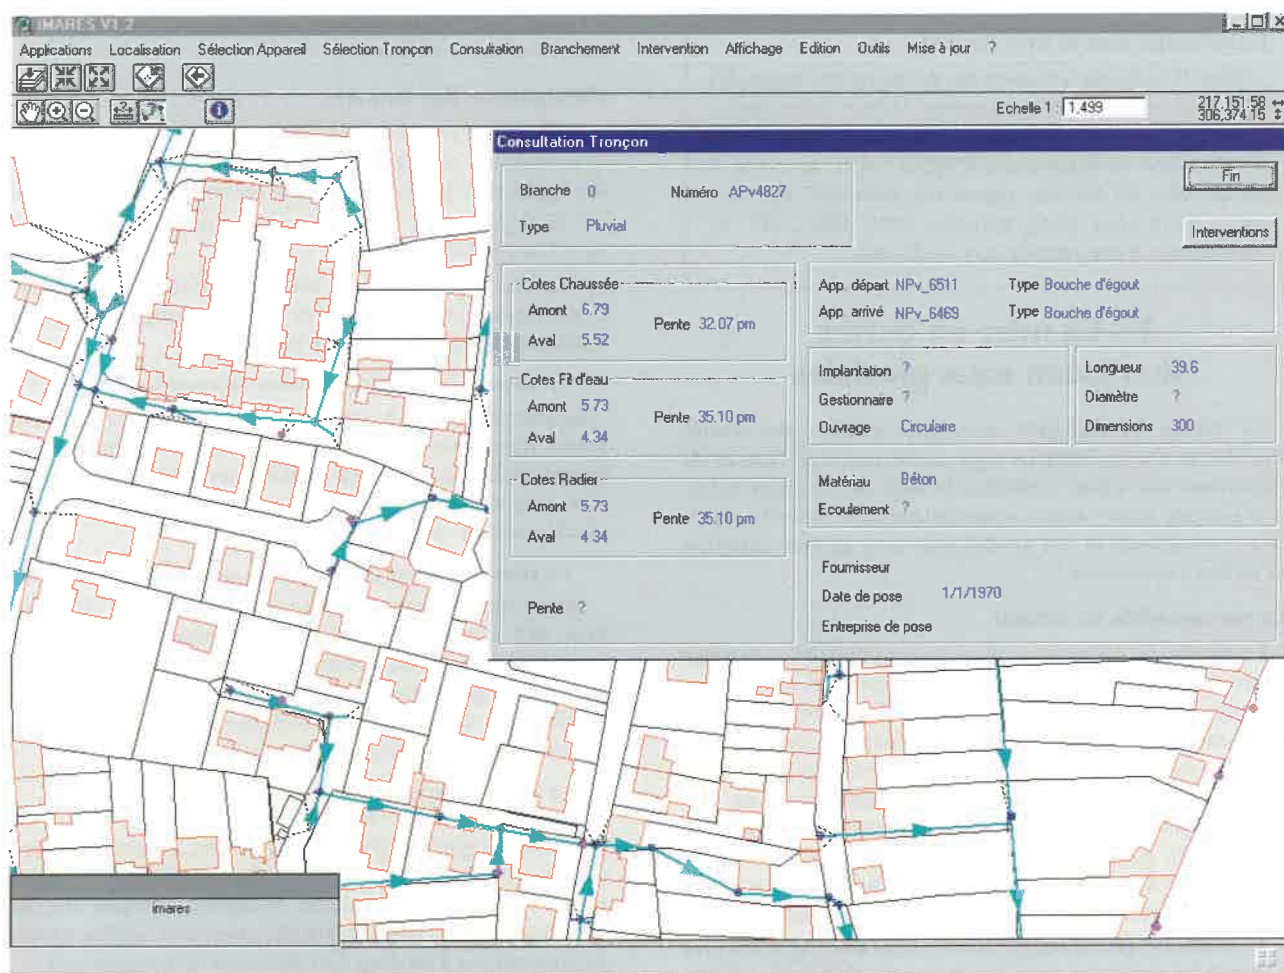 IMARES V1.2
Applications Localisation Sélection Appareil Sélection Tronçon Consultation Branchement Intervention Affichage Edition Outils Mise à jour ?
Echelle 1 : 1,499
217,151.58
306,374.15
Consultation Tronçon
Branche 0 Numéro APv4827
Type Pluvial
Fin
Interventions
Cotes Chaussée
Amont 6.79
Pente 32.07 pm
Aval 5.52
Cotes Fil d'eau
Amont 5.73
Pente 35.10 pm
Aval 4.34
Cotes Radier
Amont 5.73
Pente 35.10 pm
Aval 4.34
Pente ?
App. départ NPv_6511 Type Bouche d'égout
App. arrivé NPv_6469 Type Bouche d'égout
Implantation ?
Gestionnaire ?
Ouvrage Circulaire
Longueur 39.6
Diamètre ?
Dimensions 300
Matériau Béton
Ecoulement ?
Fournisseur
Date de pose 1/1/1970
Entreprise de pose
imares